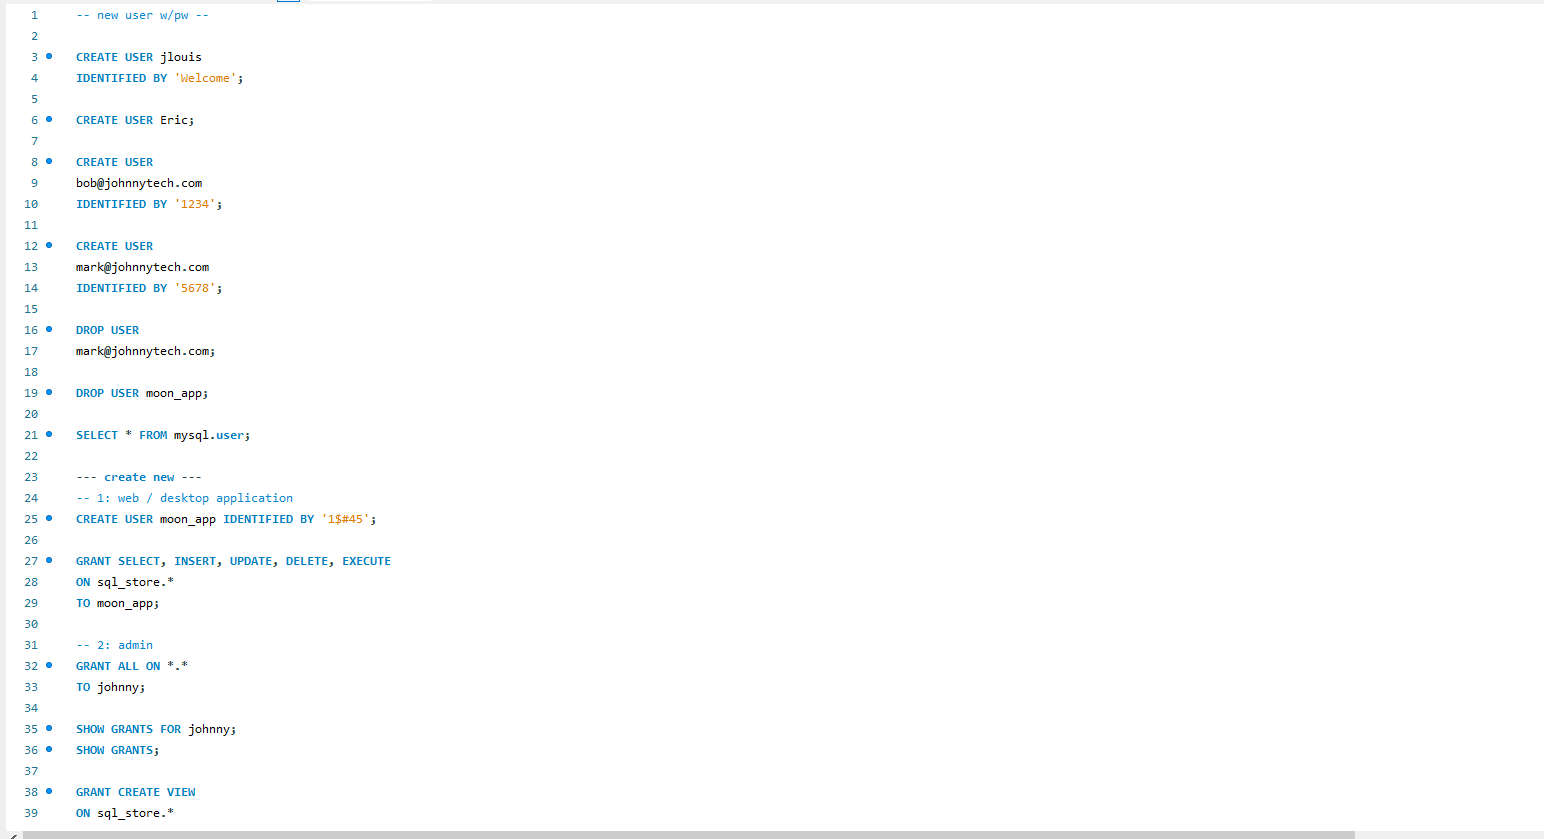 1 -- new user w/pw --
2
3 CREATE USER jlouis
4 IDENTIFIED BY 'Welcome';
5
6 CREATE USER Eric;
7
8 CREATE USER
9 bob@johnnytech.com
10 IDENTIFIED BY '1234';
11
12 CREATE USER
13 mark@johnnytech.com
14 IDENTIFIED BY '5678';
15
16 DROP USER
17 mark@johnnytech.com;
18
19 DROP USER moon_app;
20
21 SELECT * FROM mysql.user;
22
23 --- create new ---
24 -- 1: web / desktop application
25 CREATE USER moon_app IDENTIFIED BY '1$#45';
26
27 GRANT SELECT, INSERT, UPDATE, DELETE, EXECUTE
28 ON sql_store.*
29 TO moon_app;
30
31 -- 2: admin
32 GRANT ALL ON *.*
33 TO johnny;
34
35 SHOW GRANTS FOR johnny;
36 SHOW GRANTS;
37
38 GRANT CREATE VIEW
39 ON sql_store.*